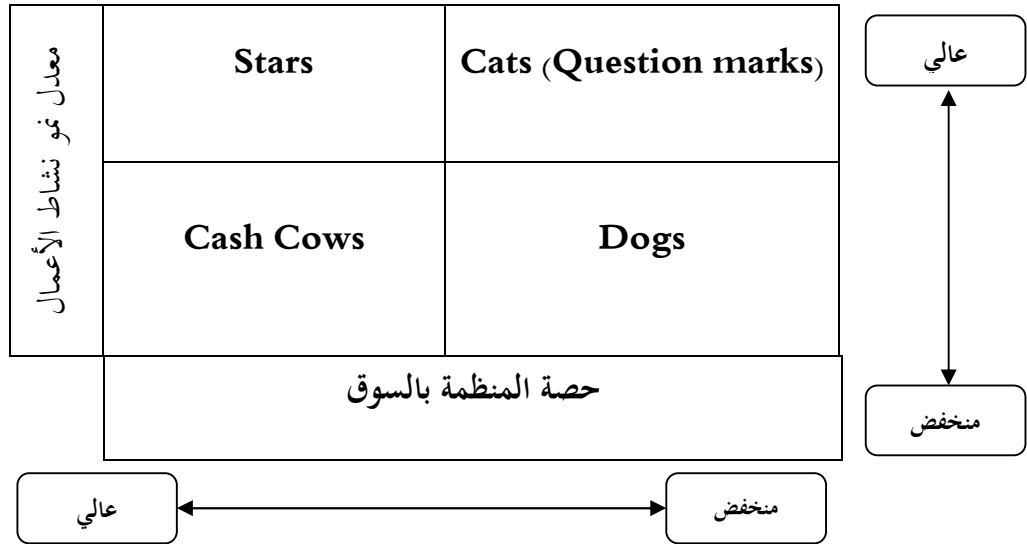 معدل نمو نشاط الأعمال
Stars
Cats (Question marks)
عالي
Cash Cows
Dogs
حصة المنظمة بالسوق
منخفض
عالي
منخفض